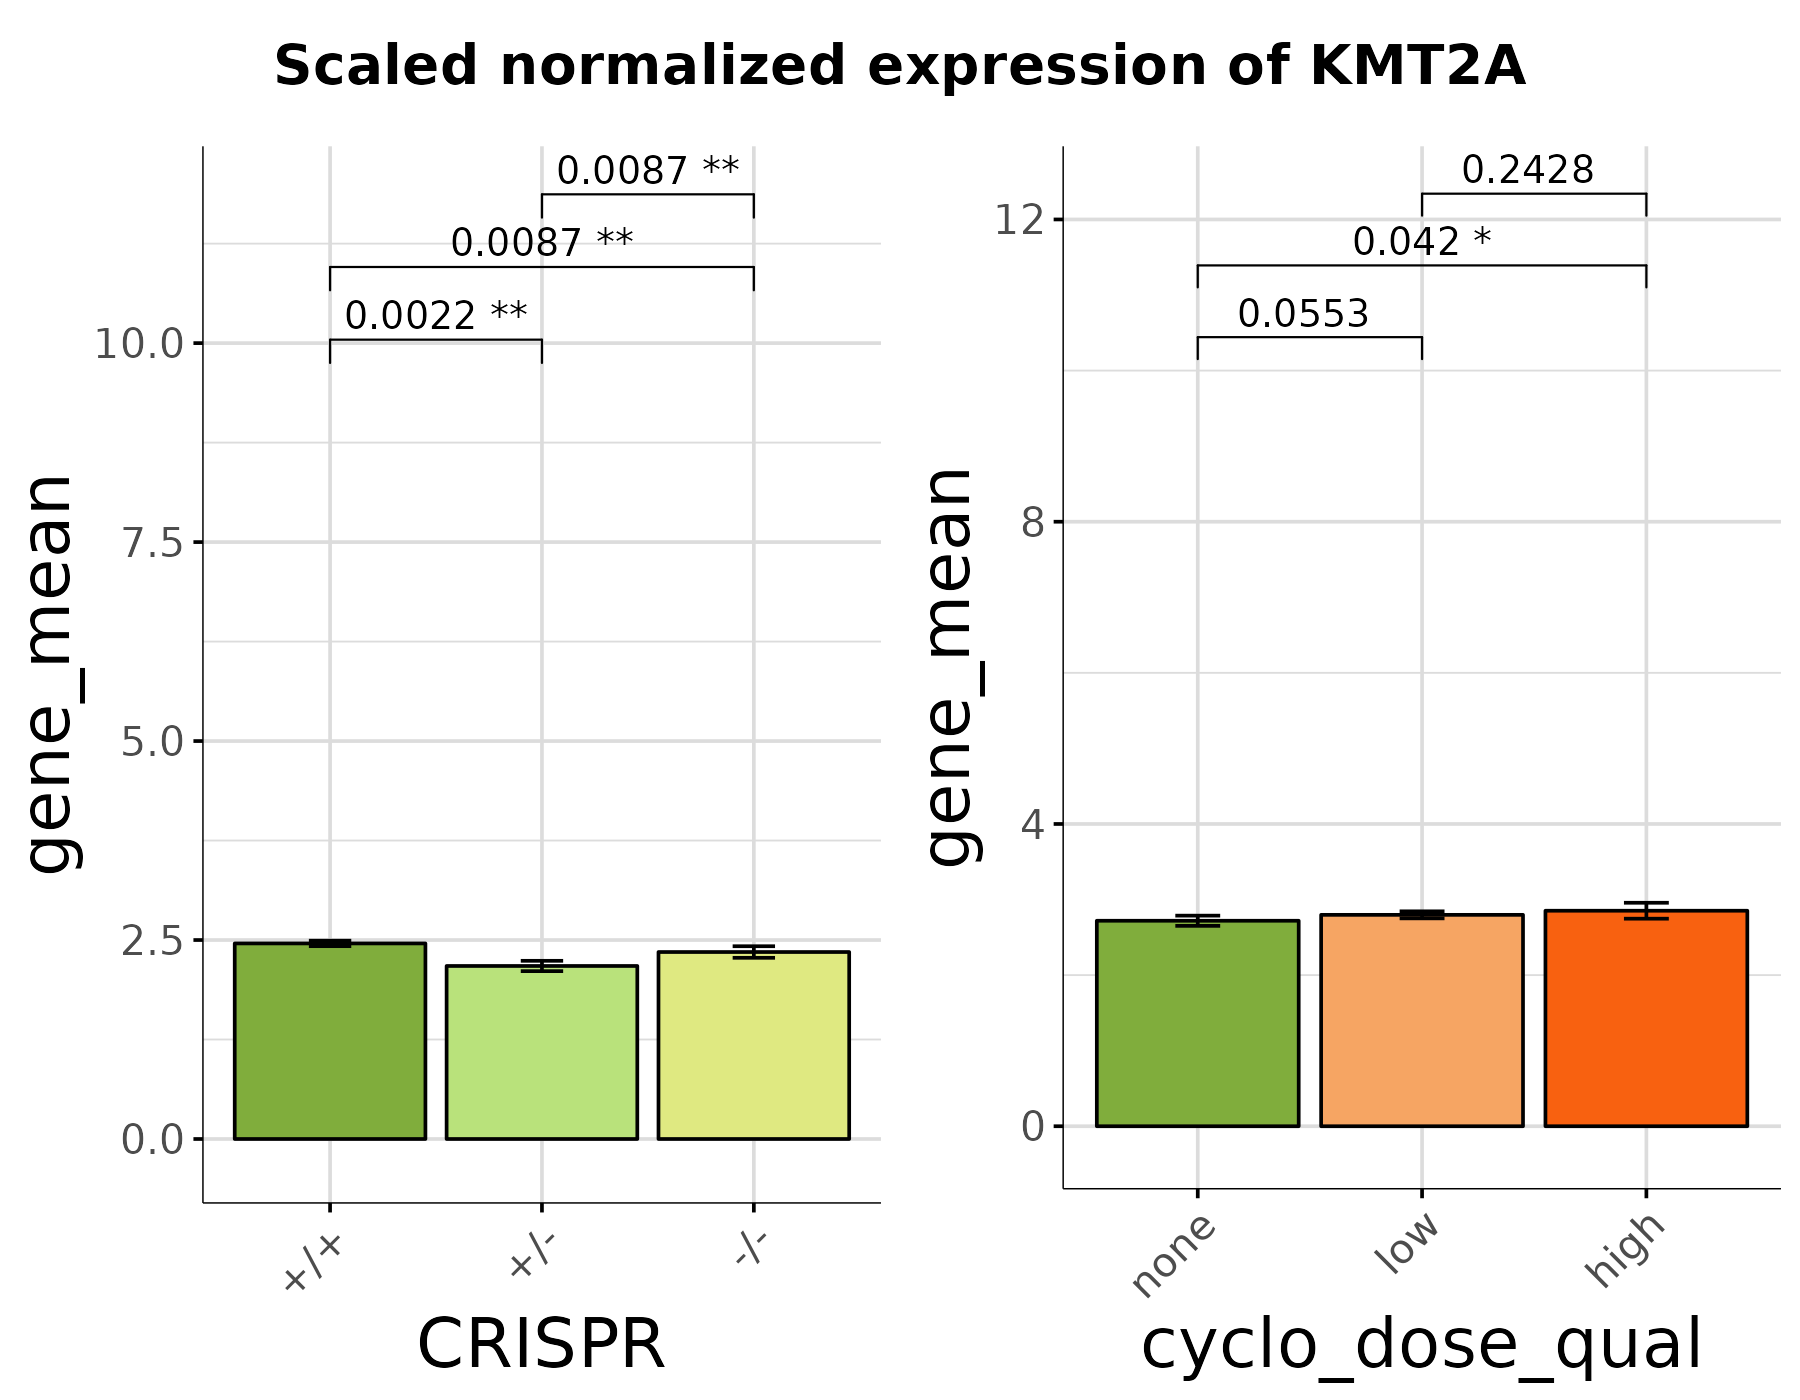 Scaled normalized expression of KMT2A
gene_mean
10.0
7.5
5.0
2.5
0.0
0.0087 **
0.0087 **
0.0022 **
+/+
+/-
-/-
CRISPR
gene_mean
12
8
4
0
0.2428
0.042 *
0.0553
none
low
high
cyclo_dose_qual